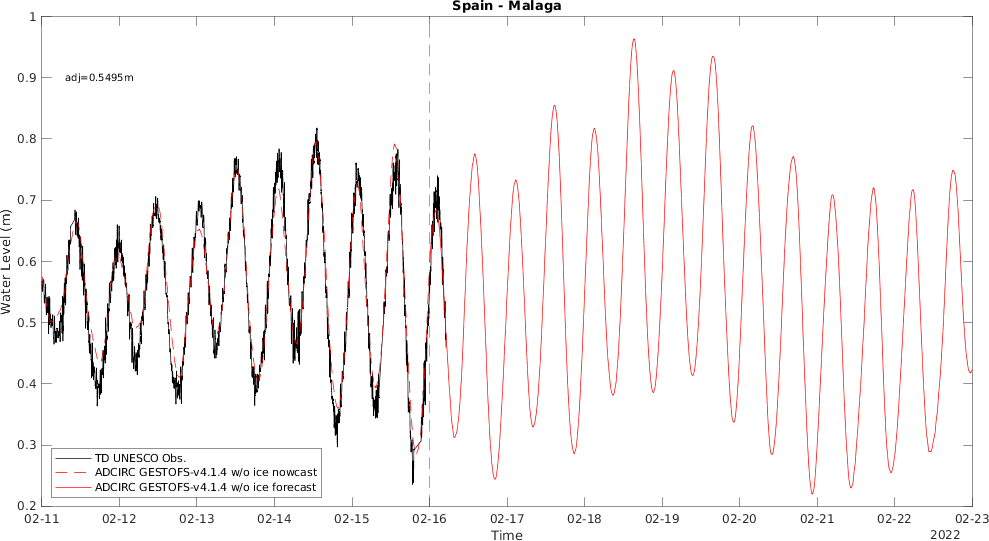 Spain - Malaga
1
0.9
0.8
0.7
0.6
0.5
0.4
0.3
0.2
Water Level (m)
adj=0.5495m
TD UNESCO Obs.
ADCIRC GESTOFS-v4.1.4 w/o ice nowcast
ADCIRC GESTOFS-v4.1.4 w/o ice forecast
02-11 02-12 02-13 02-14 02-15 02-16 02-17 02-18 02-19 02-20 02-21 02-22 02-23
Time
2022